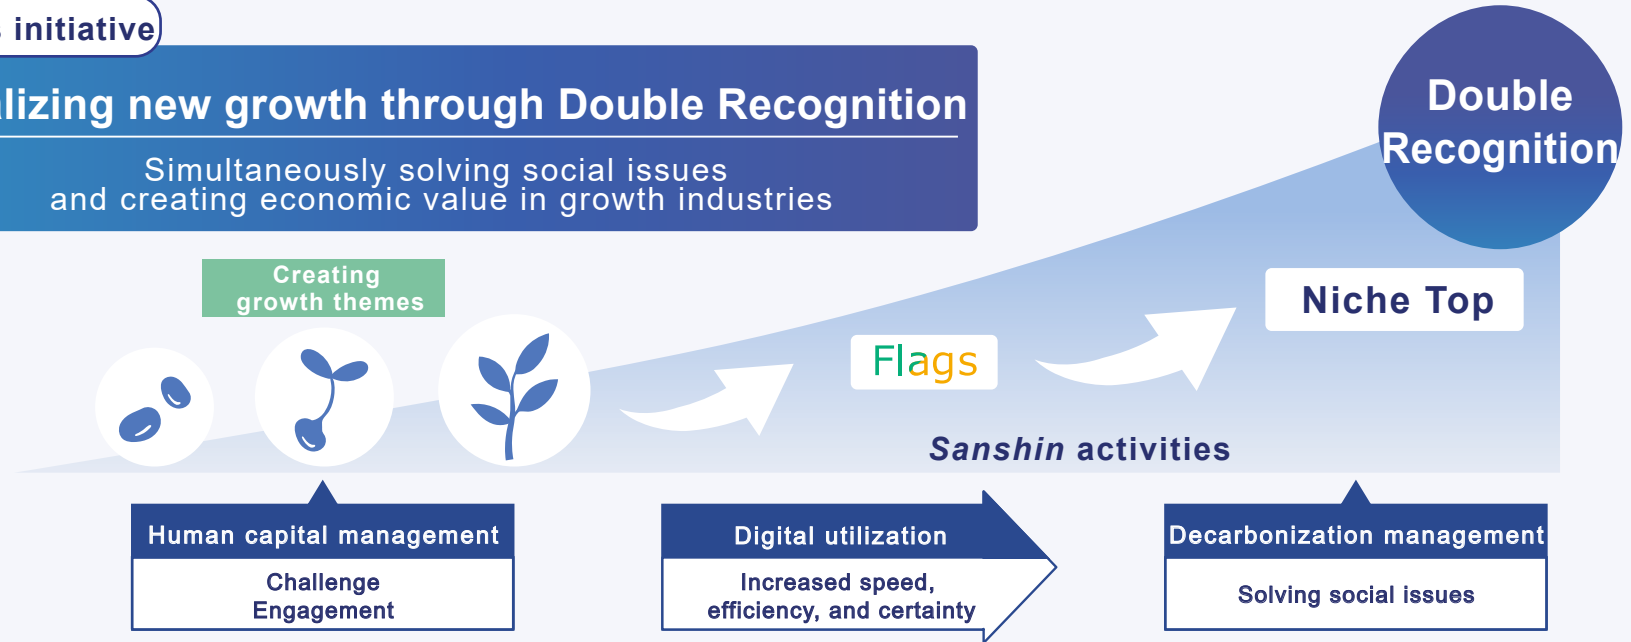 initiative
lizing new growth through Double Recognition
Simultaneously solving social issues
and creating economic value in growth industries
Double
Recognition
Creating
growth themes
Niche Top
Flags
Sanshin activities
Human capital management
Challenge
Engagement
Digital utilization
Increased speed,
efficiency, and certainty
Decarbonization management
Solving social issues